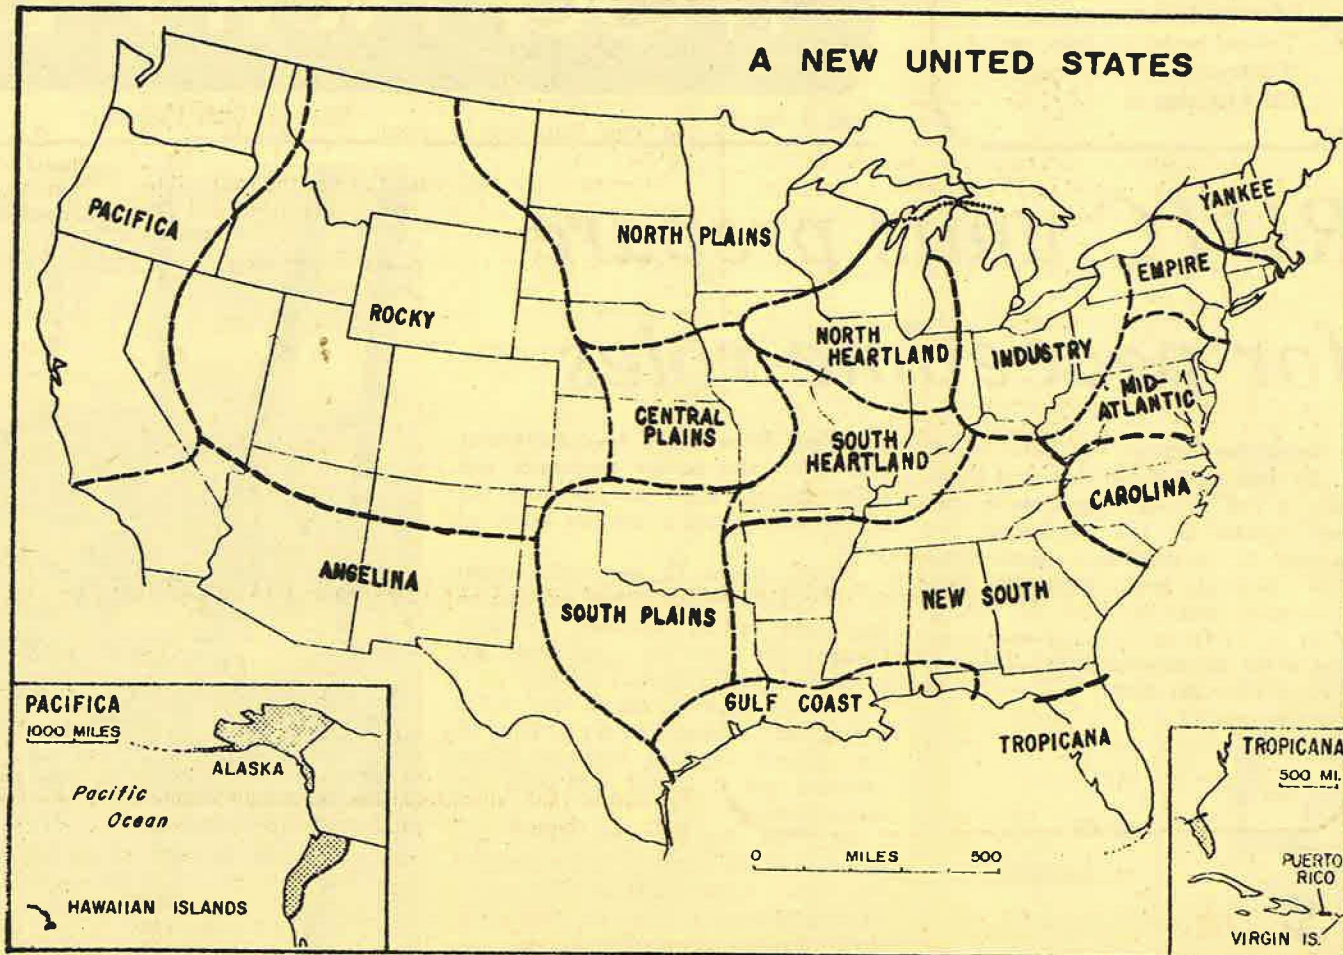 A NEW UNITED STATES
PACIFICA
ROCKY
NORTH PLAINS
YANKEE
EMPIRE
NORTH
HEARTLAND
INDUSTRY
MID-
ATLANTIC
CENTRAL
PLAINS
SOUTH
HEARTLAND
CAROLINA
ANGELINA
SOUTH PLAINS
NEW SOUTH
GULF COAST
TROPICANA
0 MILES 500
PACIFICA
1000 MILES
ALASKA
Pacific
Ocean
HAWAIIAN ISLANDS
TROPICANA
500 MI.
PUERTO
RICO
VIRGIN IS.